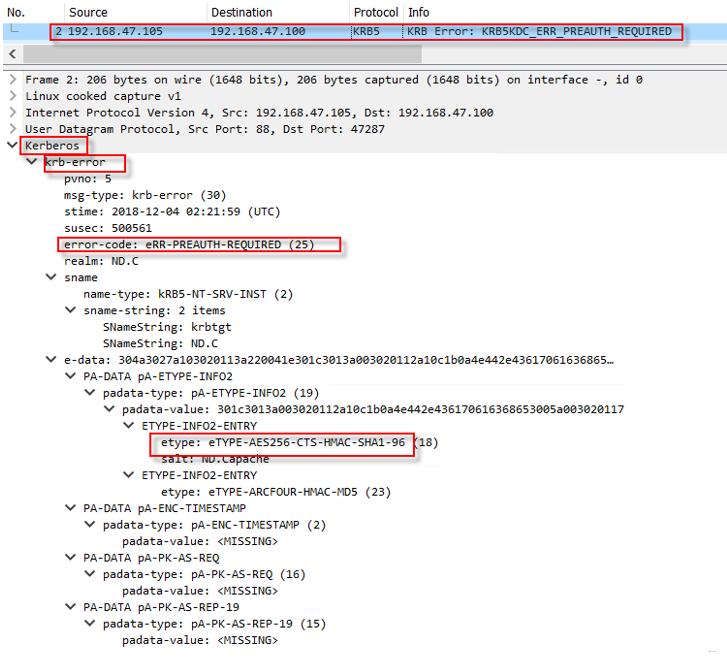 No. Source Destination Protocol Info
2 192.168.47.105 192.168.47.100 KRB5 KRB Error: KRB5KDC_ERR_PREAUTH_REQUIRED
Frame 2: 206 bytes on wire (1648 bits), 206 bytes captured (1648 bits) on interface -, id 0
Linux cooked capture v1
Internet Protocol Version 4, Src: 192.168.47.105, Dst: 192.168.47.100
User Datagram Protocol, Src Port: 88, Dst Port: 47287
Kerberos
krb-error
pvno: 5
msg-type: krb-error (30)
stime: 2018-12-04 02:21:59 (UTC)
susec: 500561
error-code: eRR-PREAUTH-REQUIRED (25)
realm: ND.C
sname
name-type: kRB5-NT-SRV-INST (2)
sname-string: 2 items
SNameString: krbtgt
SNameString: ND.C
e-data: 304a3027a103020113a220041e301c3013a003020112a10c1b0a4e442e43617061636865…
PA-DATA pA-ETYPE-INFO2
padata-type: pA-ETYPE-INFO2 (19)
padata-value: 301c3013a003020112a10c1b0a4e442e436170616368653005a003020117
ETYPE-INFO2-ENTRY
etype: eTYPE-AES256-CTS-HMAC-SHA1-96 (18)
salt: ND.Capache
ETYPE-INFO2-ENTRY
etype: eTYPE-ARCFOUR-HMAC-MD5 (23)
PA-DATA pA-ENC-TIMESTAMP
padata-type: pA-ENC-TIMESTAMP (2)
padata-value: <MISSING>
PA-DATA pA-PK-AS-REQ
padata-type: pA-PK-AS-REQ (16)
padata-value: <MISSING>
PA-DATA pA-PK-AS-REP-19
padata-type: pA-PK-AS-REP-19 (15)
padata-value: <MISSING>